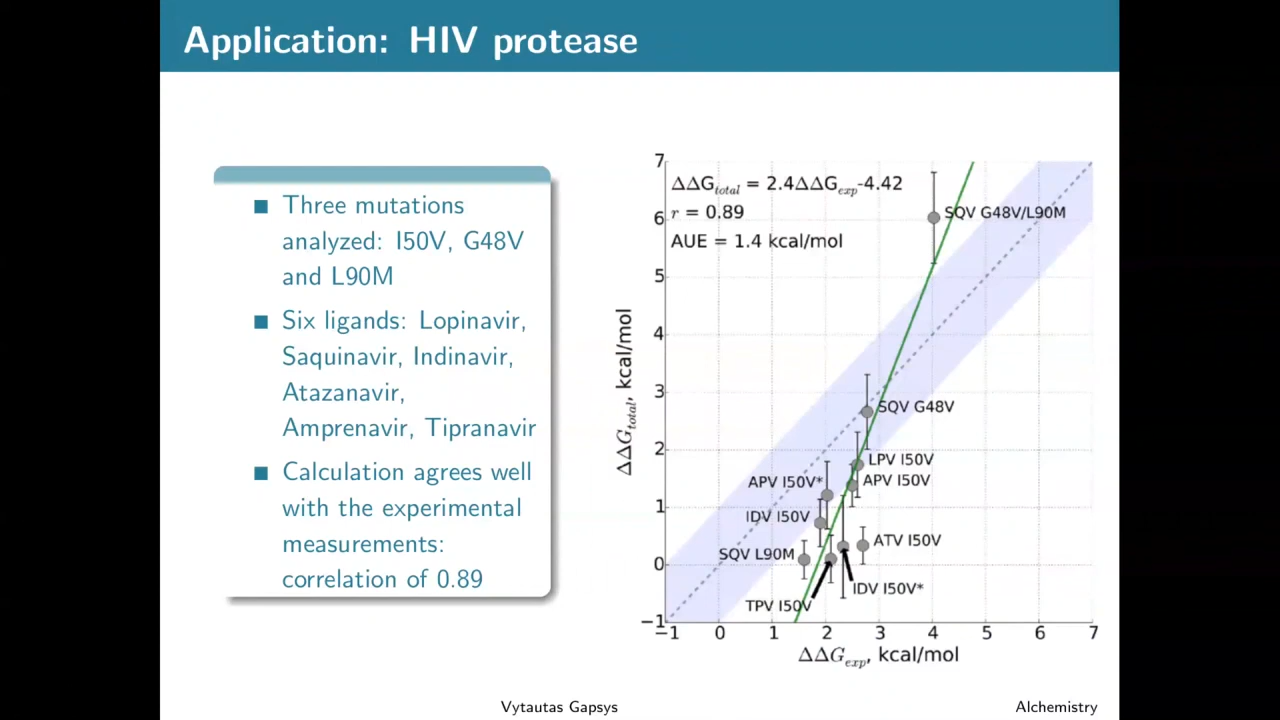 Application: HIV protease
Three mutations
analyzed: I50V, G48V
and L90M
Six ligands: Lopinavir,
Saquinavir, Indinavir,
Atazanavir,
Amprenavir, Tipranavir
Calculation agrees well
with the experimental
measurements:
correlation of 0.89
7
6
5
4
3
2
1
0
−1
ΔΔG_total, kcal/mol
ΔΔG_total = 2.4ΔΔG_exp-4.42
r = 0.89
AUE = 1.4 kcal/mol
SQV G48V/L90M
SQV G48V
LPV I50V
APV I50V*
APV I50V
IDV I50V
ATV I50V
SQV L90M
IDV I50V*
TPV I50V
−1 0 1 2 3 4 5 6 7
ΔΔG_exp, kcal/mol
Vytautas Gapsys
Alchemistry